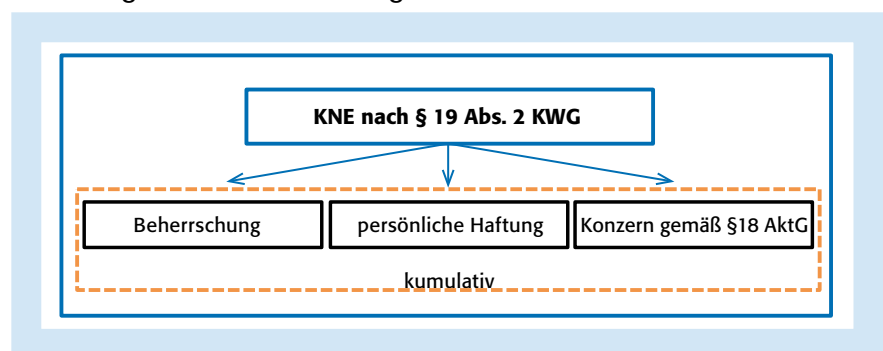 KNE nach § 19 Abs. 2 KWG
Beherrschung
persönliche Haftung
Konzern gemäß §18 AktG
kumulativ